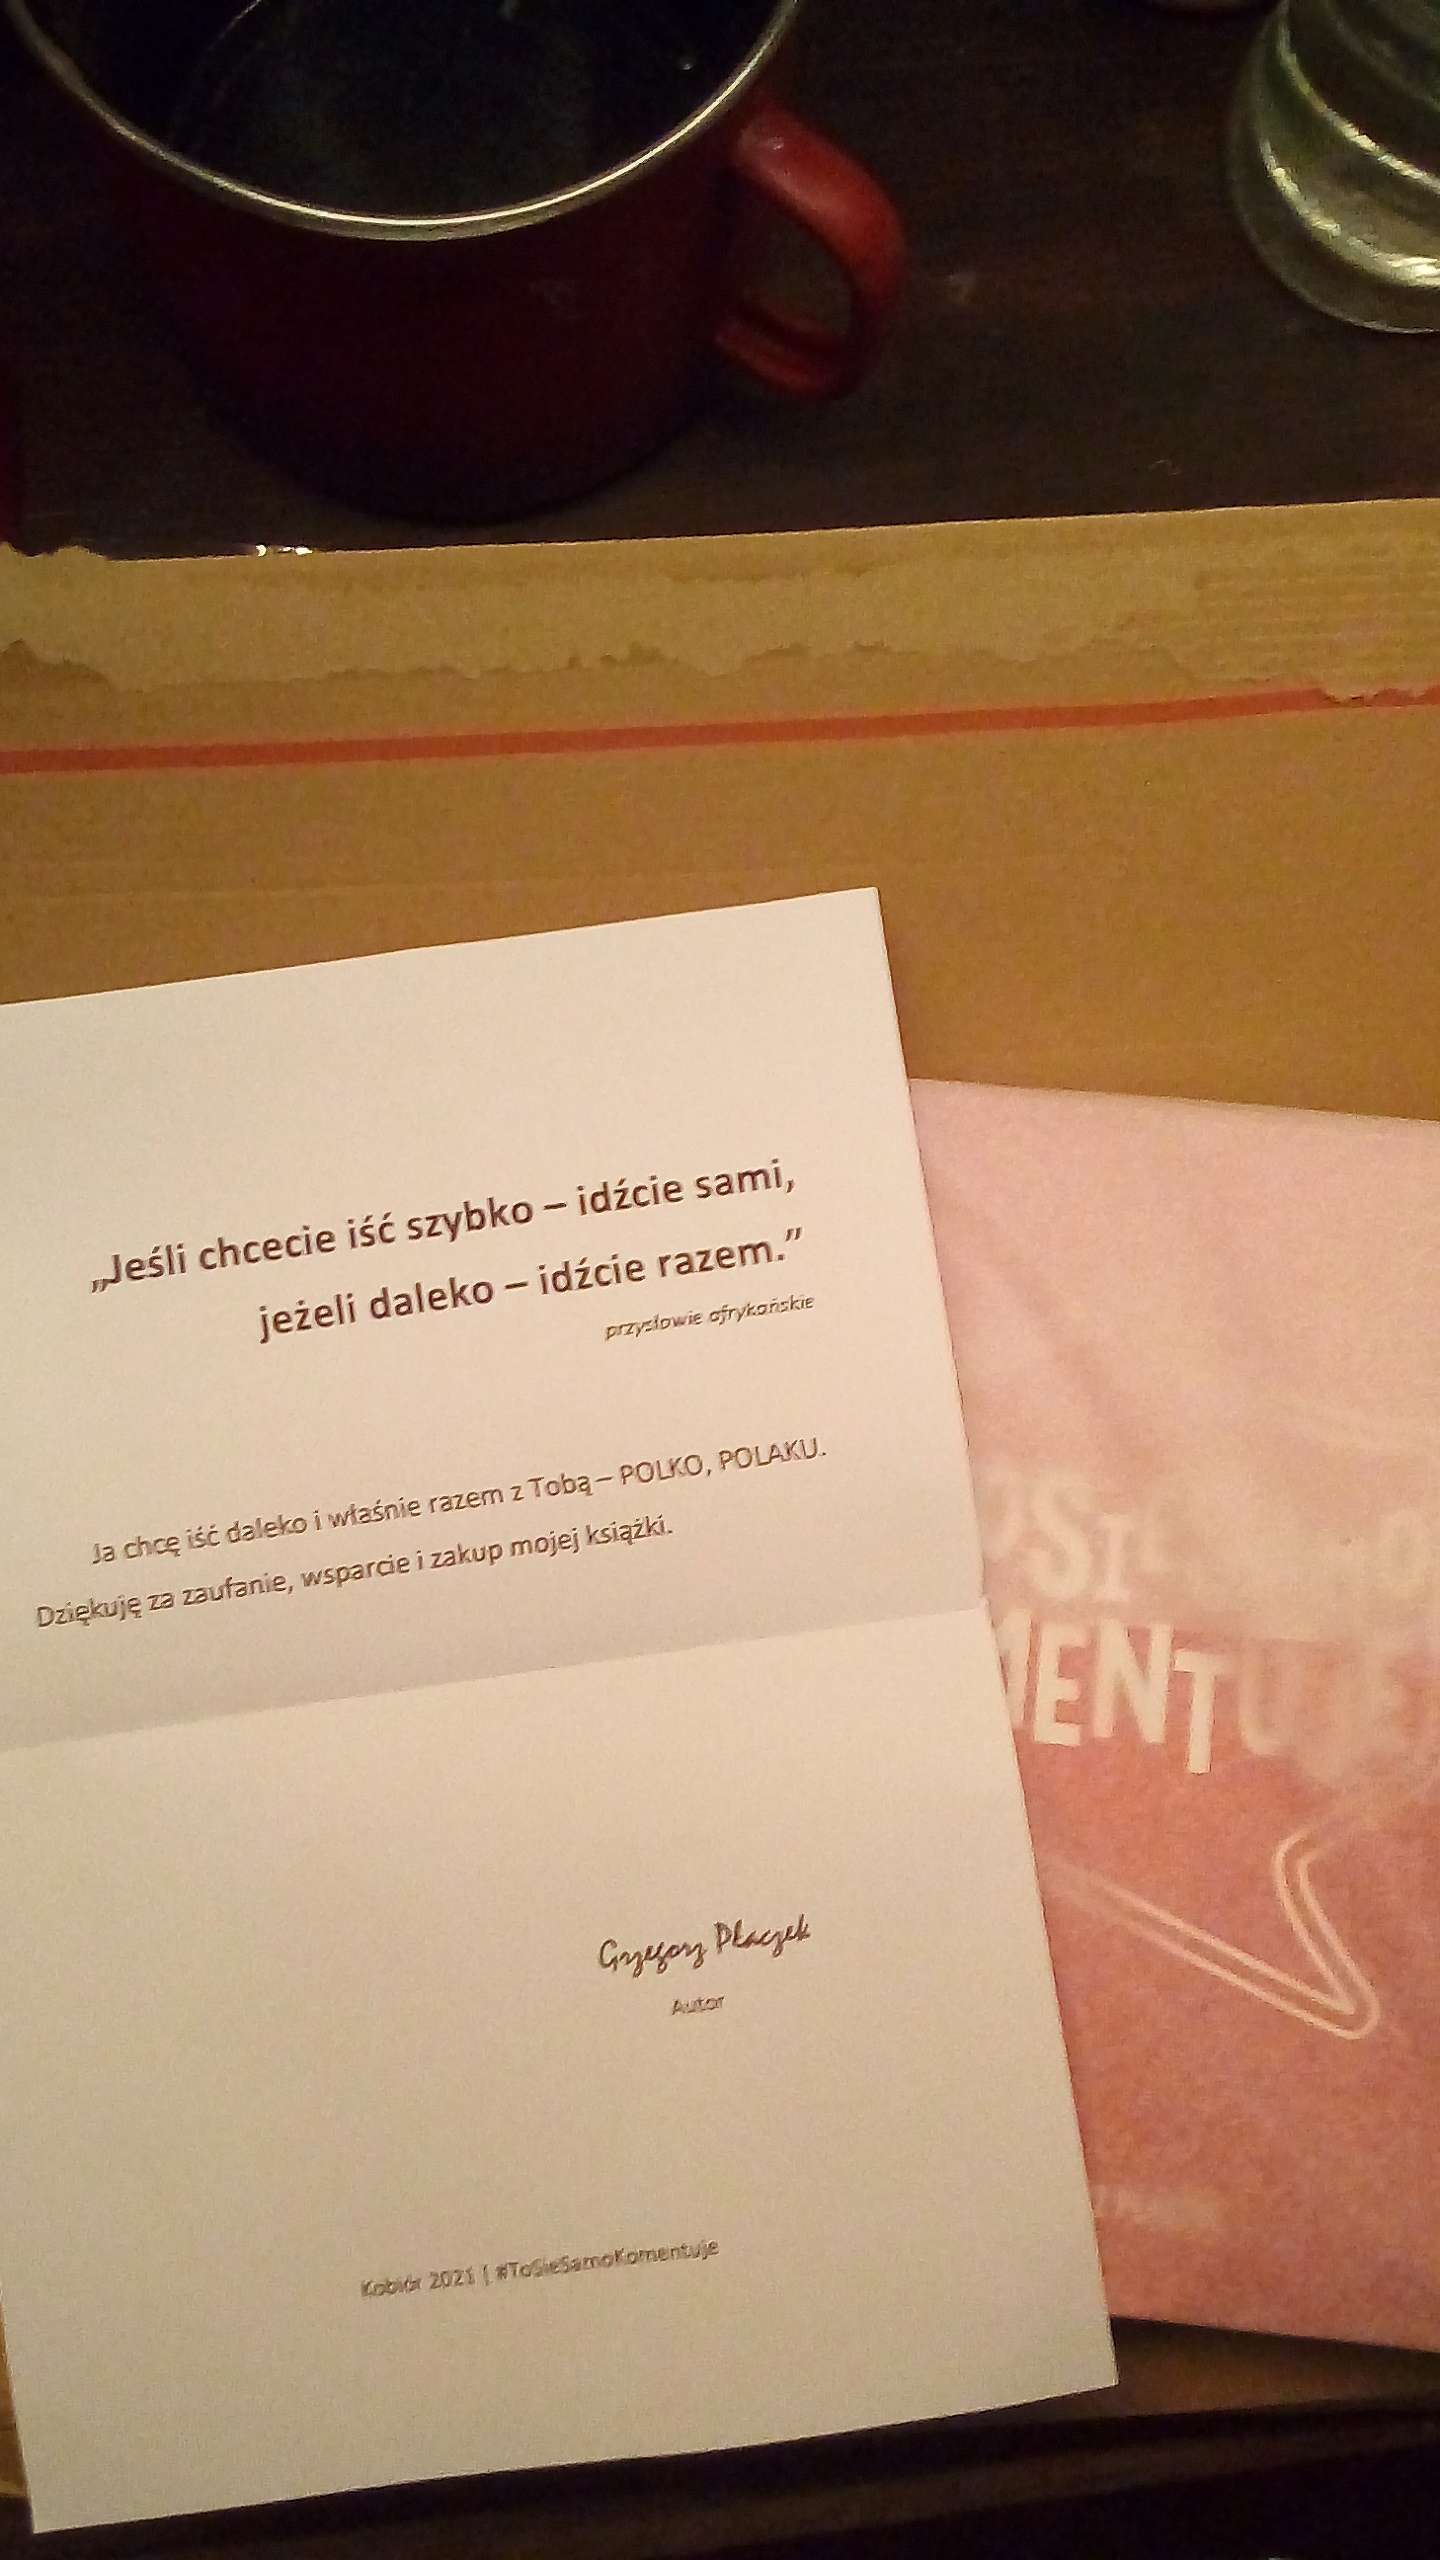 „Jeśli chcecie iść szybko – idźcie sami,
jeżeli daleko – idźcie razem.”
przysłowie afrykańskie
Ja chcę iść daleko i właśnie razem z Tobą – POLKO, POLAKU.
Dziękuję za zaufanie, wsparcie i zakup mojej książki.
Grzegorz Płaczek
Autor
Kobiór 2021 | #ToSieSamoKomentuje